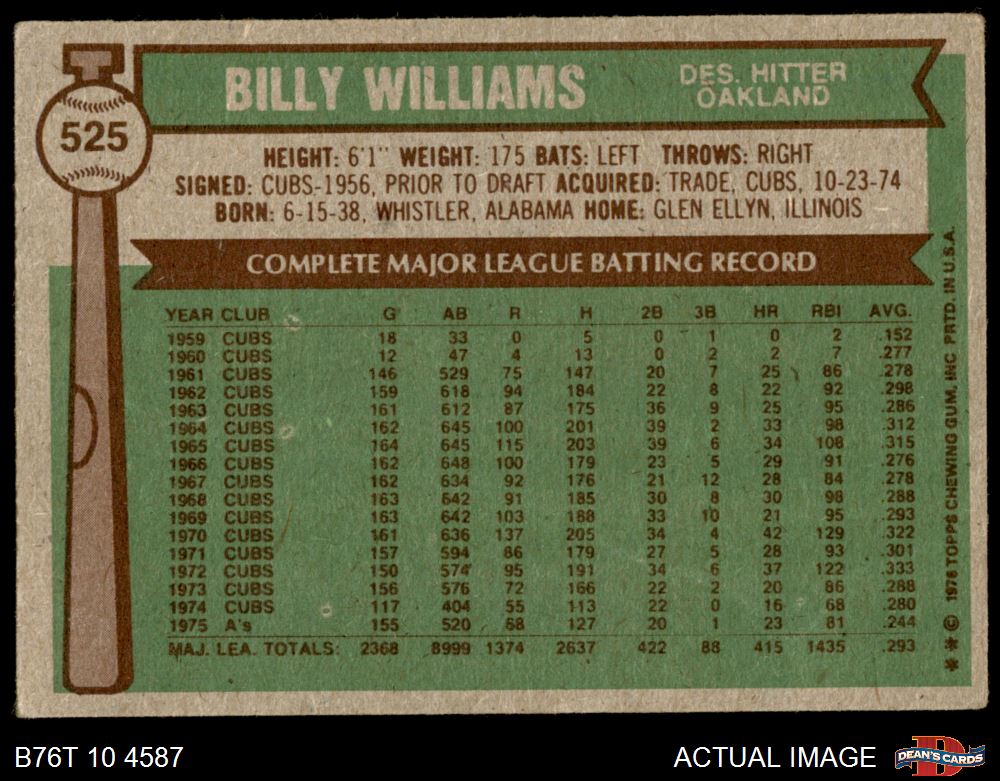 BILLY WILLIAMS
DES. HITTER
OAKLAND
525
HEIGHT: 6'1" WEIGHT: 175 BATS: LEFT THROWS: RIGHT
SIGNED: CUBS-1956, PRIOR TO DRAFT ACQUIRED: TRADE, CUBS, 10-23-74
BORN: 6-15-38, WHISTLER, ALABAMA HOME: GLEN ELLYN, ILLINOIS
COMPLETE MAJOR LEAGUE BATTING RECORD
YEAR CLUB G AB R H 2B 3B HR RBI AVG.
1959 CUBS 18 33 0 5 0 1 0 2 .152
1960 CUBS 12 47 4 13 0 2 2 7 .277
1961 CUBS 146 529 75 147 20 7 25 86 .278
1962 CUBS 159 618 94 184 22 8 22 92 .298
1963 CUBS 161 612 87 175 36 9 25 95 .286
1964 CUBS 162 645 100 201 39 2 33 98 .312
1965 CUBS 164 645 115 203 39 6 34 108 .315
1966 CUBS 162 648 100 179 23 5 29 91 .276
1967 CUBS 162 634 92 176 21 12 28 84 .278
1968 CUBS 163 642 91 185 30 8 30 98 .288
1969 CUBS 163 642 103 188 33 10 21 95 .293
1970 CUBS 161 636 137 205 34 4 42 129 .322
1971 CUBS 157 594 86 179 27 5 28 93 .301
1972 CUBS 150 574 95 191 34 6 37 122 .333
1973 CUBS 156 576 72 166 22 2 20 86 .288
1974 CUBS 117 404 55 113 22 0 16 68 .280
1975 A's 155 520 68 127 20 1 23 81 .244
MAJ. LEA. TOTALS: 2368 8999 1374 2637 422 88 415 1435 .293
**© 1976 TOPPS CHEWING GUM, INC PRTD. IN U.S.A.
B76T 10 4587
ACTUAL IMAGE
DEAN'S CARDS